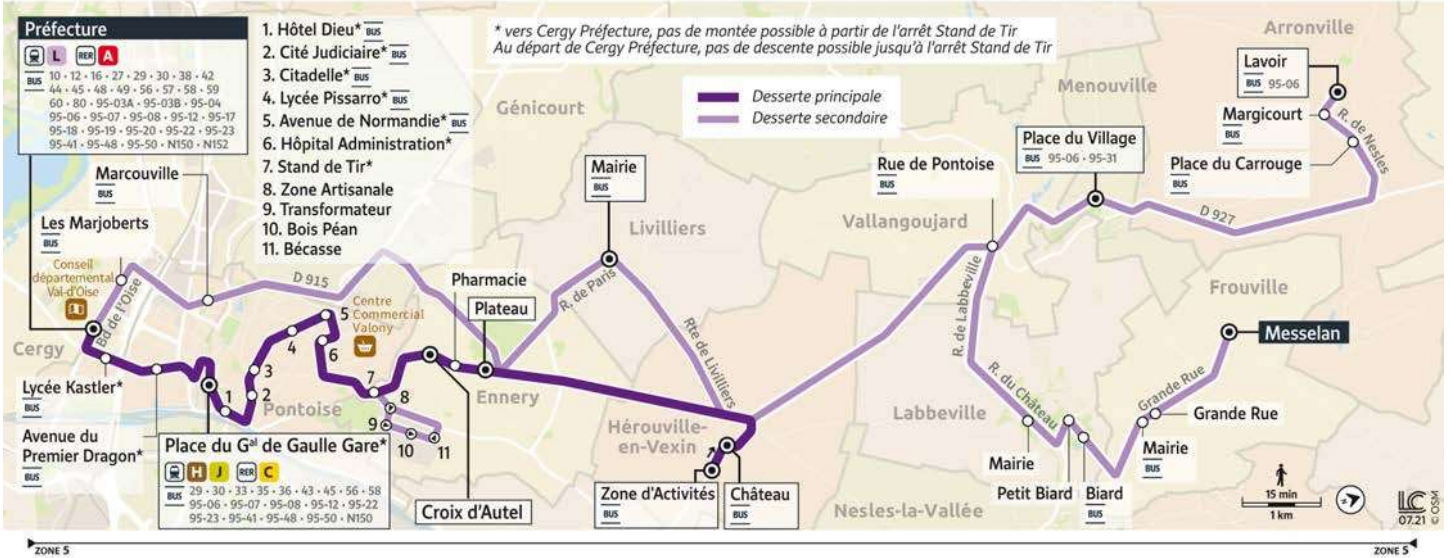 Préfecture
L RER A
BUS 10 • 12 • 16 • 27 • 29 • 30 • 38 • 42
44 • 45 • 48 • 49 • 56 • 57 • 58 • 59
60 • 80 • 95-03A • 95-03B • 95-04
95-06 • 95-07 • 95-08 • 95-12 • 95-17
95-18 • 95-19 • 95-20 • 95-22 • 95-23
95-41 • 95-48 • 95-50 • N150 • N152
1. Hôtel Dieu* BUS
2. Cité Judiciaire* BUS
3. Citadelle* BUS
4. Lycée Pissarro* BUS
5. Avenue de Normandie* BUS
6. Hôpital Administration*
7. Stand de Tir*
8. Zone Artisanale
9. Transformateur
10. Bois Péan
11. Bécasse
* vers Cergy Préfecture, pas de montée possible à partir de l'arrêt Stand de Tir
Au départ de Cergy Préfecture, pas de descente possible jusqu'à l'arrêt Stand de Tir
Desserte principale
Desserte secondaire
Génicourt
Arronville
Menouville
Lavoir
BUS 95-06
Margicourt
BUS
R. de Nesles
Place du Carrouge
BUS
Place du Village
BUS 95-06 • 95-31
Rue de Pontoise
BUS
D 927
Vallangoujard
Mairie
BUS
Livilliers
Marcouville
BUS
Les Marjoberts
BUS
Conseil
départemental
Val-d'Oise
Bd de l'Oise
D 915
Cergy
Pharmacie
Plateau
R. de Paris
Rte de Livilliers
Centre
Commercial
Valony
5
4
6
3
2
1
7
8
9
10
11
Lycée Kastler*
BUS
Avenue du
Premier Dragon*
BUS
Pontoise
Ennery
Place du Gal de Gaulle Gare*
H J RER C
BUS 29 • 30 • 33 • 35 • 36 • 43 • 45 • 56 • 58
95-06 • 95-07 • 95-08 • 95-12 • 95-22
95-23 • 95-41 • 95-48 • 95-50 • N150
Croix d'Autel
Hérouville-
en-Vexin
Zone d'Activités
BUS
Château
BUS
R. de Labbeville
Labbeville
R. du Château
Mairie
Petit Biard
Biard
BUS
Nesles-la-Vallée
Frouville
Messelan
Grande Rue
Grande Rue
Mairie
BUS
15 min
1 km
LC
07.21
© OSM
ZONE 5
ZONE 5